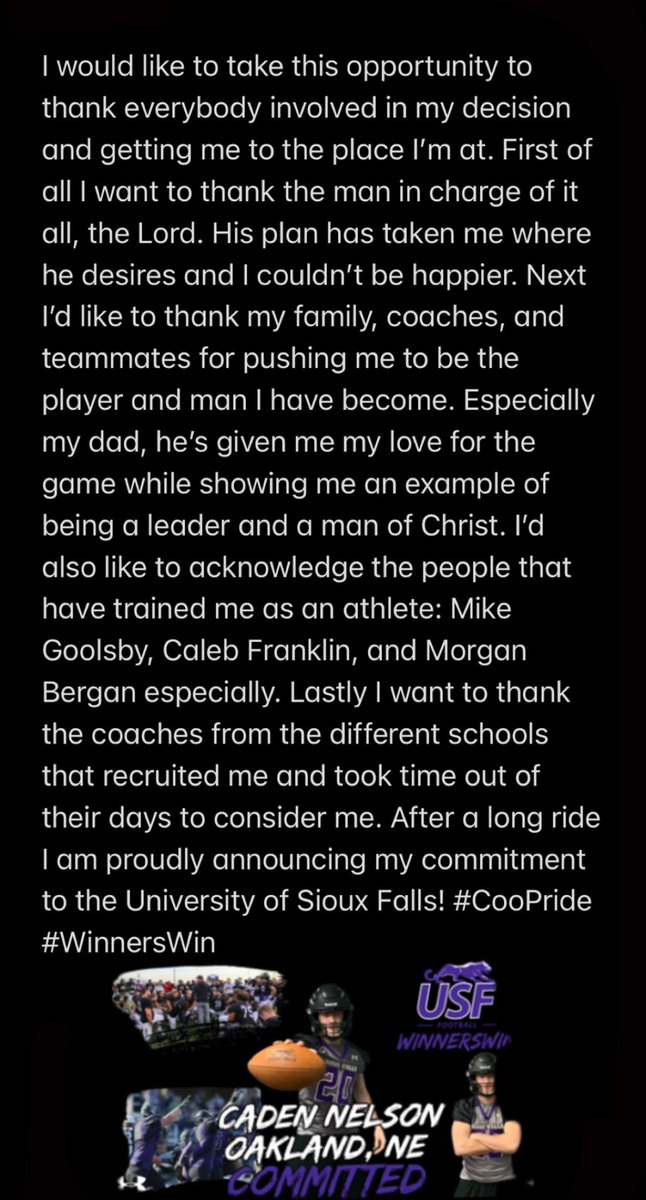 I would like to take this opportunity to
thank everybody involved in my decision
and getting me to the place I’m at. First of
all I want to thank the man in charge of it
all, the Lord. His plan has taken me where
he desires and I couldn’t be happier. Next
I’d like to thank my family, coaches, and
teammates for pushing me to be the
player and man I have become. Especially
my dad, he’s given me my love for the
game while showing me an example of
being a leader and a man of Christ. I’d
also like to acknowledge the people that
have trained me as an athlete: Mike
Goolsby, Caleb Franklin, and Morgan
Bergan especially. Lastly I want to thank
the coaches from the different schools
that recruited me and took time out of
their days to consider me. After a long ride
I am proudly announcing my commitment
to the University of Sioux Falls! #CooPride
#WinnersWin
USF
FOOTBALL
WINNERSWIN
20
CADEN NELSON
OAKLAND, NE
COMMITTED